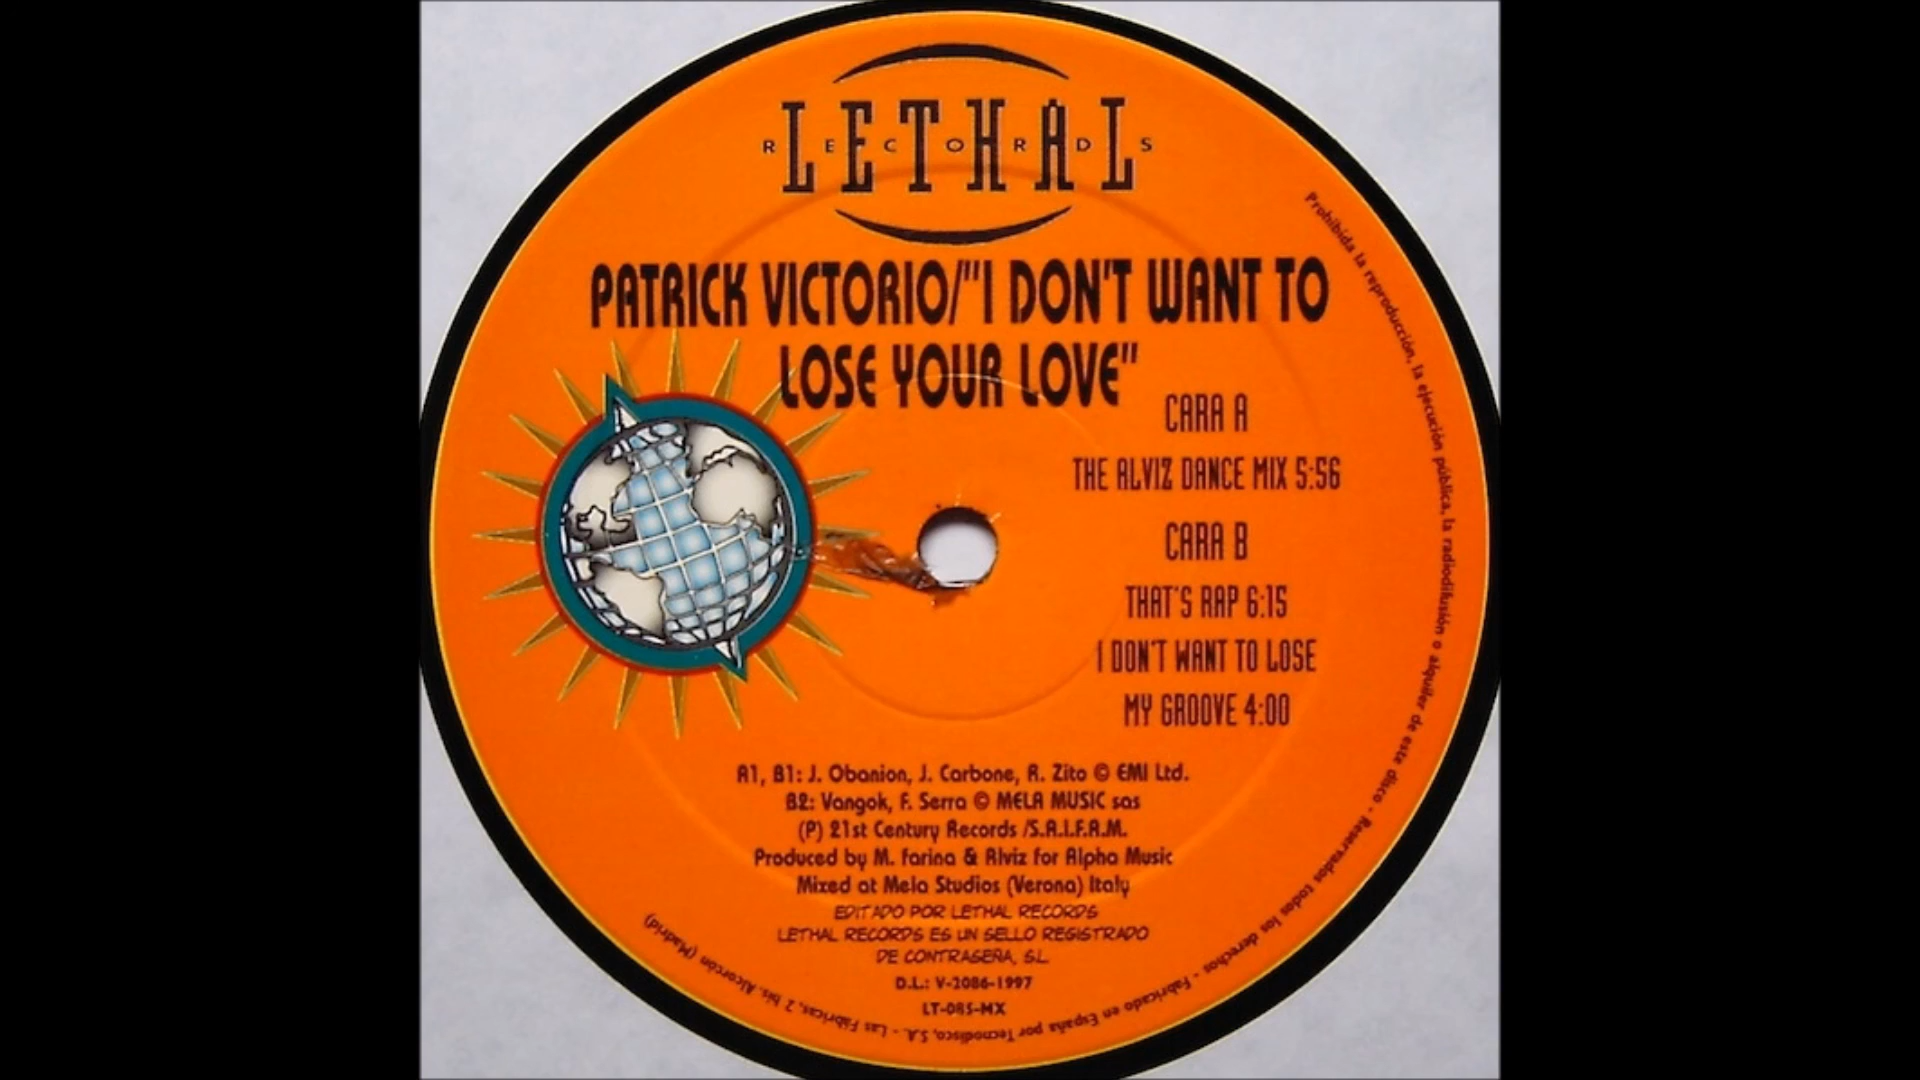 LETHAL
RECORDS
PATRICK VICTORIO/"I DON'T WANT TO
LOSE YOUR LOVE"
CARA A
THE ALVIZ DANCE MIX 5:56
CARA B
THAT'S RAP 6:15
I DON'T WANT TO LOSE
MY GROOVE 4:00
A1, B1: J. Obanion, J. Carbone, R. Zito © EMI Ltd.
B2: Vangok, F. Serra © MELA MUSIC sas
(P) 21st Century Records /S.A.I.F.A.M.
Produced by M. Farina & Alviz for Alpha Music
Mixed at Mela Studios (Verona) Italy
EDITADO POR LETHAL RECORDS
LETHAL RECORDS ES UN SELLO REGISTRADO
DE CONTRASEÑA, S.L.
D.L.: V-2086-1997
LT-085-MX
Prohibida la reproducción, la ejecución pública, la radiodifusión o alquiler de este disco - Reservados todos los derechos - Fabricado en España por Tecnodisco, S.A. - Las Fábricas, 2 bis. Alcorcón (Madrid)